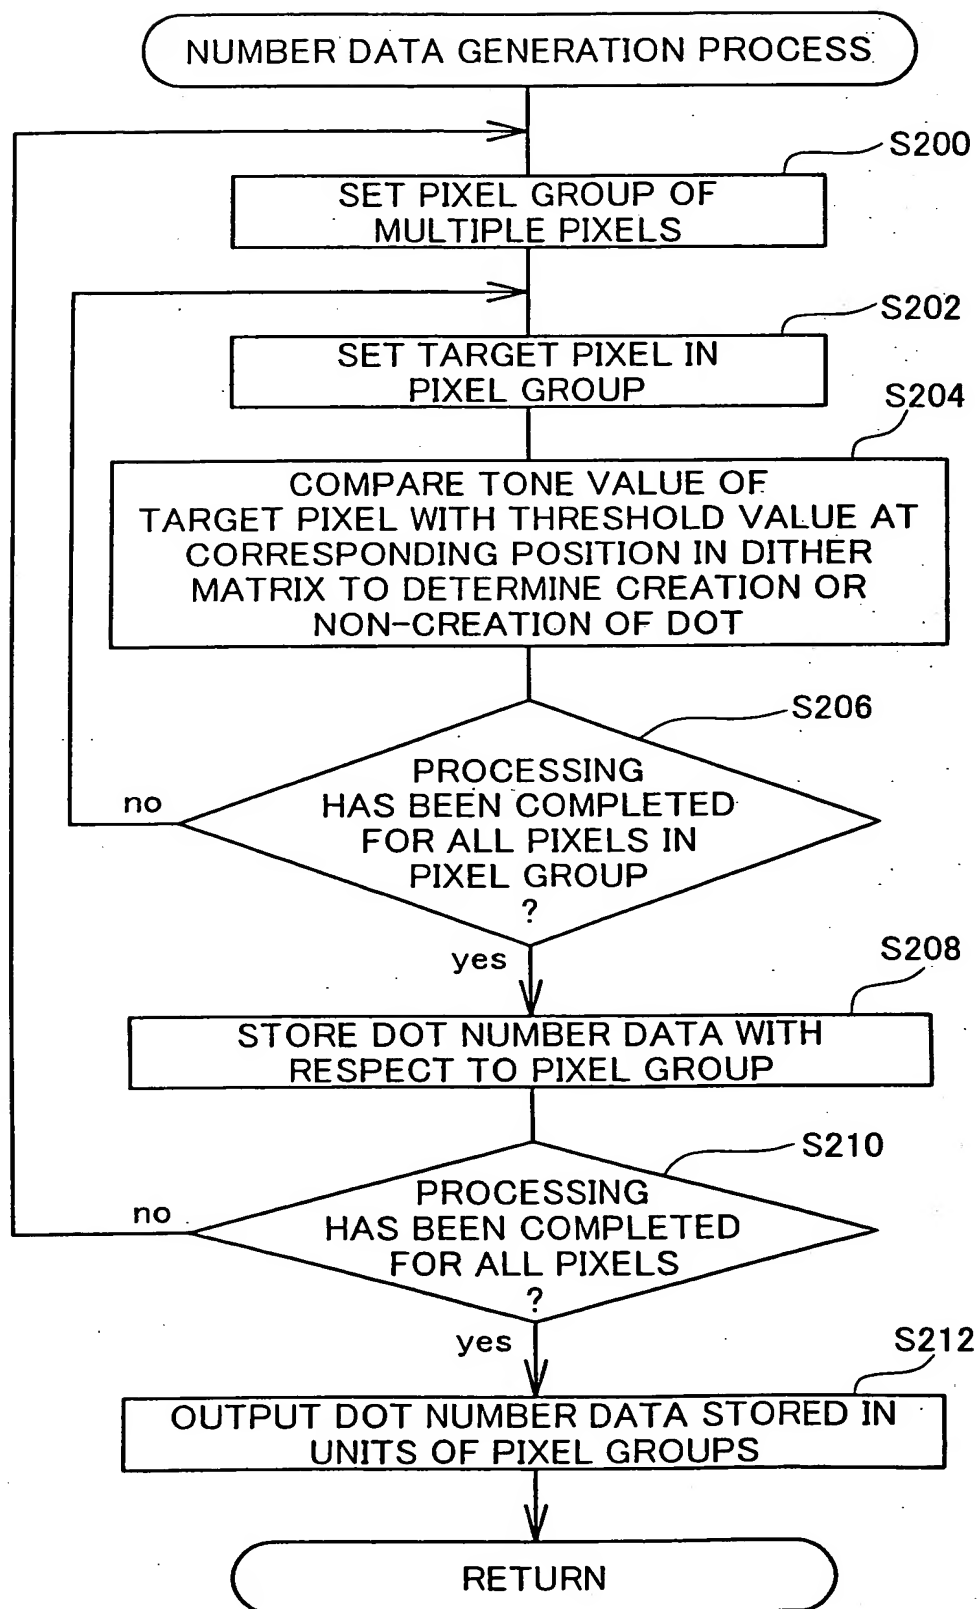 NUMBER DATA GENERATION PROCESS
S200
SET PIXEL GROUP OF
MULTIPLE PIXELS
S202
SET TARGET PIXEL IN
PIXEL GROUP
S204
COMPARE TONE VALUE OF
TARGET PIXEL WITH THRESHOLD VALUE AT
CORRESPONDING POSITION IN DITHER
MATRIX TO DETERMINE CREATION OR
NON-CREATION OF DOT
S206
PROCESSING
HAS BEEN COMPLETED
FOR ALL PIXELS IN
PIXEL GROUP
?
no
yes
S208
STORE DOT NUMBER DATA WITH
RESPECT TO PIXEL GROUP
S210
PROCESSING
HAS BEEN COMPLETED
FOR ALL PIXELS
?
no
yes
S212
OUTPUT DOT NUMBER DATA STORED IN
UNITS OF PIXEL GROUPS
RETURN